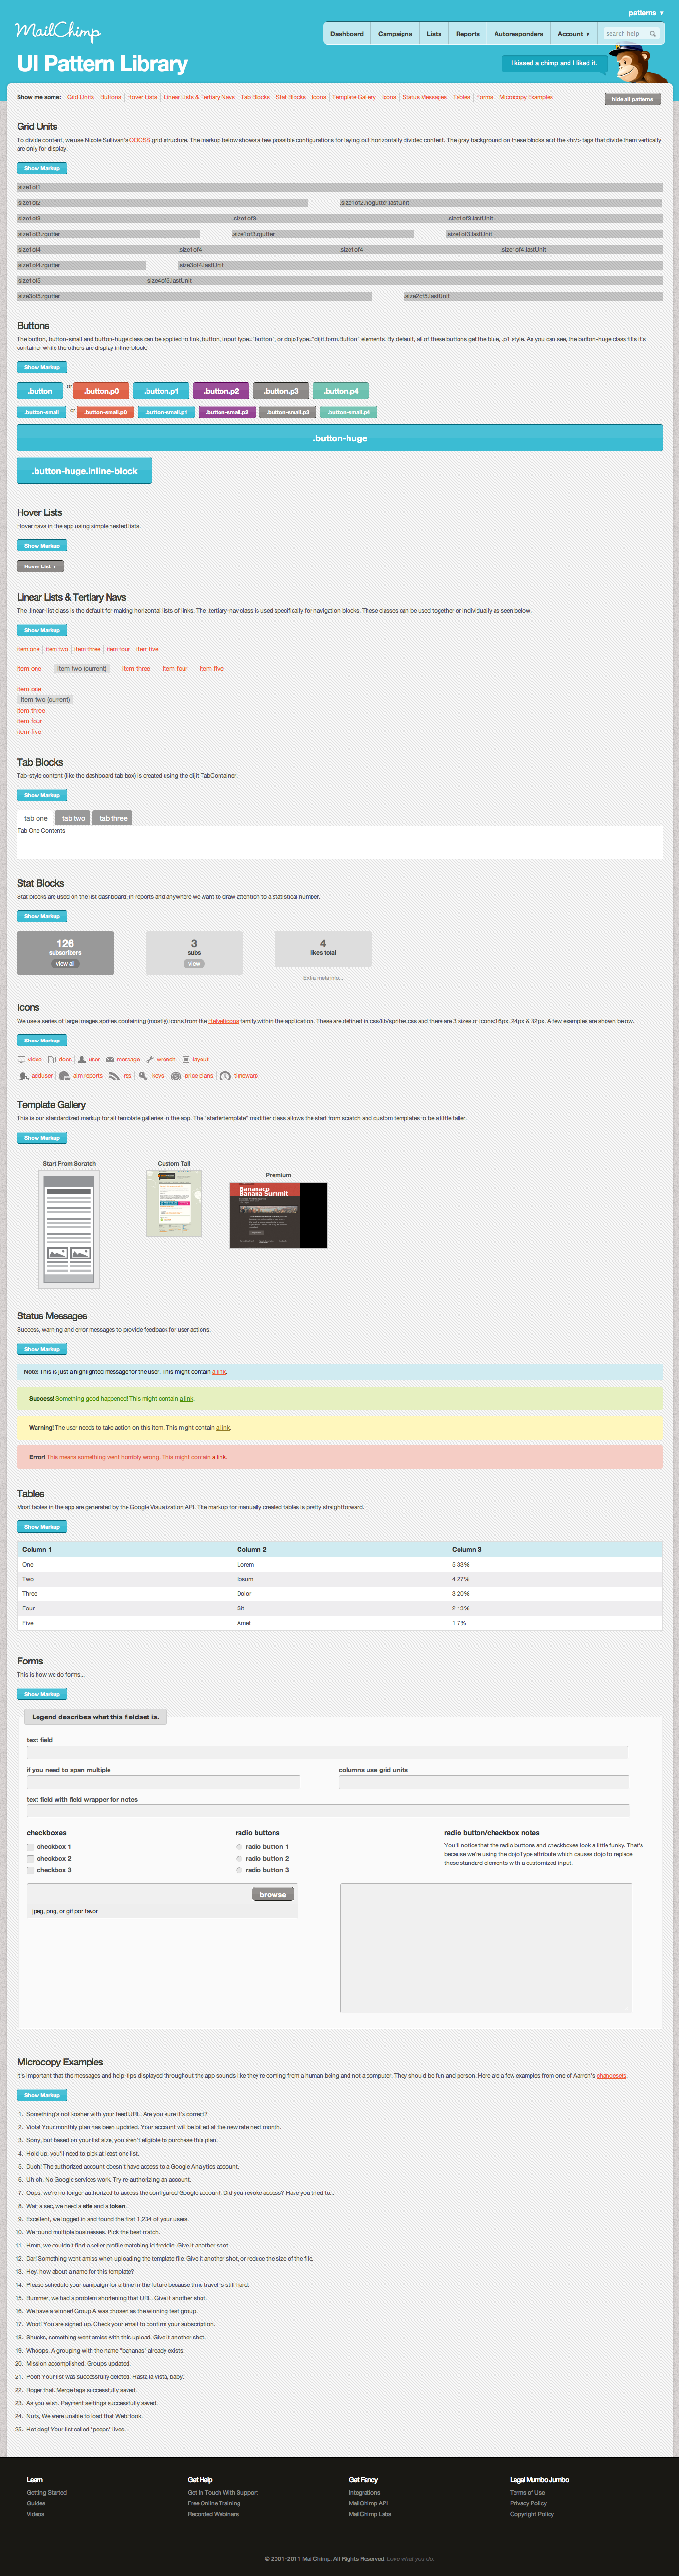 patterns ▼
MailChimp
Dashboard Campaigns Lists Reports Autoresponders Account ▼ search help
UI Pattern Library
I kissed a chimp and I liked it.
Show me some: Grid Units Buttons Hover Lists Linear Lists & Tertiary Navs Tab Blocks Stat Blocks Icons Template Gallery Icons Status Messages Tables Forms Microcopy Examples
hide all patterns
Grid Units
To divide content, we use Nicole Sullivan's OOCSS grid structure. The markup below shows a few possible configurations for laying out horizontally divided content. The gray background on these blocks and the <hr/> tags that divide them vertically
are only for display.
Show Markup
.size1of1
.size1of2 .size1of2.nogutter.lastUnit
.size1of3 .size1of3 .size1of3.lastUnit
.size1of3.rgutter .size1of3.rgutter .size1of3.lastUnit
.size1of4 .size1of4 .size1of4 .size1of4.lastUnit
.size1of4.rgutter .size3of4.lastUnit
.size1of5 .size4of5.lastUnit
.size3of5.rgutter .size2of5.lastUnit
Buttons
The button, button-small and button-huge class can be applied to link, button, input type="button", or dojoType="dijit.form.Button" elements. By default, all of these buttons get the blue, .p1 style. As you can see, the button-huge class fills it's
container while the others are display inline-block.
Show Markup
.button or .button.p0 .button.p1 .button.p2 .button.p3 .button.p4
.button-small or .button-small.p0 .button-small.p1 .button-small.p2 .button-small.p3 .button-small.p4
.button-huge
.button-huge.inline-block
Hover Lists
Hover navs in the app using simple nested lists.
Show Markup
Hover List ▼
Linear Lists & Tertiary Navs
The .linear-list class is the default for making horizontal lists of links. The .tertiary-nav class is used specifically for navigation blocks. These classes can be used together or individually as seen below.
Show Markup
item one item two item three item four item five
item one item two (current) item three item four item five
item one
item two (current)
item three
item four
item five
Tab Blocks
Tab-style content (like the dashboard tab box) is created using the dijit TabContainer.
Show Markup
tab one tab two tab three
Tab One Contents
Stat Blocks
Stat blocks are used on the list dashboard, in reports and anywhere we want to draw attention to a statistical number.
Show Markup
126 3 4
subscribers subs likes total
view all view
Extra meta info...
Icons
We use a series of large images sprites containing (mostly) icons from the Helveticons family within the application. These are defined in css/lib/sprites.css and there are 3 sizes of icons:16px, 24px & 32px. A few examples are shown below.
Show Markup
video docs user message wrench layout
adduser aim reports rss keys price plans timewarp
Template Gallery
This is our standardized markup for all template galleries in the app. The "startertemplate" modifier class allows the start from scratch and custom templates to be a little taller.
Show Markup
Start From Scratch Custom Tall Premium
Bananaco
Banana Summit
Status Messages
Success, warning and error messages to provide feedback for user actions.
Show Markup
Note: This is just a highlighted message for the user. This might contain a link.
Success! Something good happened! This might contain a link.
Warning! The user needs to take action on this item. This might contain a link.
Error! This means something went horribly wrong. This might contain a link.
Tables
Most tables in the app are generated by the Google Visualization API. The markup for manually created tables is pretty straightforward.
Show Markup
Column 1 Column 2 Column 3
One Lorem 5 33%
Two Ipsum 4 27%
Three Dolor 3 20%
Four Sit 2 13%
Five Amet 1 7%
Forms
This is how we do forms...
Show Markup
Legend describes what this fieldset is.
text field
if you need to span multiple columns use grid units
text field with field wrapper for notes
checkboxes radio buttons radio button/checkbox notes
checkbox 1 radio button 1 You'll notice that the radio buttons and checkboxes look a little funky. That's
checkbox 2 radio button 2 because we're using the dojoType attribute which causes dojo to replace
checkbox 3 radio button 3 these standard elements with a customized input.
browse
jpeg, png, or gif por favor
Microcopy Examples
It's important that the messages and help-tips displayed throughout the app sounds like they're coming from a human being and not a computer. They should be fun and person. Here are a few examples from one of Aarron's changesets.
Show Markup
1. Something's not kosher with your feed URL. Are you sure it's correct?
2. Viola! Your monthly plan has been updated. Your account will be billed at the new rate next month.
3. Sorry, but based on your list size, you aren't eligible to purchase this plan.
4. Hold up, you'll need to pick at least one list.
5. Duoh! The authorized account doesn't have access to a Google Analytics account.
6. Uh oh. No Google services work. Try re-authorizing an account.
7. Oops, we're no longer authorized to access the configured Google account. Did you revoke access? Have you tried to...
8. Wait a sec, we need a site and a token.
9. Excellent, we logged in and found the first 1,234 of your users.
10. We found multiple businesses. Pick the best match.
11. Hmm, we couldn't find a seller profile matching id freddie. Give it another shot.
12. Dar! Something went amiss when uploading the template file. Give it another shot, or reduce the size of the file.
13. Hey, how about a name for this template?
14. Please schedule your campaign for a time in the future because time travel is still hard.
15. Bummer, we had a problem shortening that URL. Give it another shot.
16. We have a winner! Group A was chosen as the winning test group.
17. Woot! You are signed up. Check your email to confirm your subscription.
18. Shucks, something went amiss with this upload. Give it another shot.
19. Whoops. A grouping with the name "bananas" already exists.
20. Mission accomplished. Groups updated.
21. Poof! Your list was successfully deleted. Hasta la vista, baby.
22. Roger that. Merge tags successfully saved.
23. As you wish. Payment settings successfully saved.
24. Nuts, We were unable to load that WebHook.
25. Hot dog! Your list called "peeps" lives.
Learn Get Help Get Fancy Legal Mumbo Jumbo
Getting Started Get In Touch With Support Integrations Terms of Use
Guides Free Online Training MailChimp API Privacy Policy
Videos Recorded Webinars MailChimp Labs Copyright Policy
© 2001-2011 MailChimp. All Rights Reserved. Love what you do.